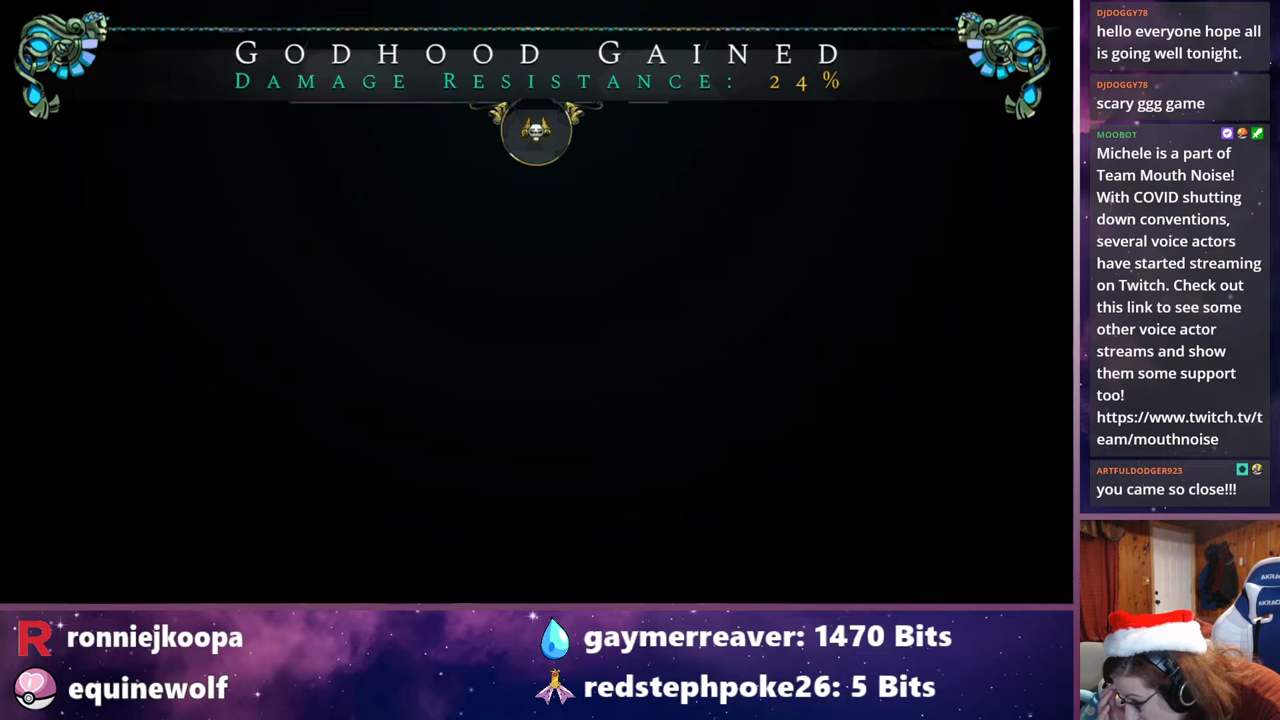 GODHOOD GAINED
DAMAGE RESISTANCE: 24%
DJDOGGY78
hello everyone hope all
is going well tonight.
DJDOGGY78
scary ggg game
MOOBOT
Michele is a part of
Team Mouth Noise!
With COVID shutting
down conventions,
several voice actors
have started streaming
on Twitch. Check out
this link to see some
other voice actor
streams and show
them some support
too!
https://www.twitch.tv/t
eam/mouthnoise
ARTFULDODGER923
you came so close!!!
R ronniejkoopa
equinewolf
gaymerreaver: 1470 Bits
redstephpoke26: 5 Bits